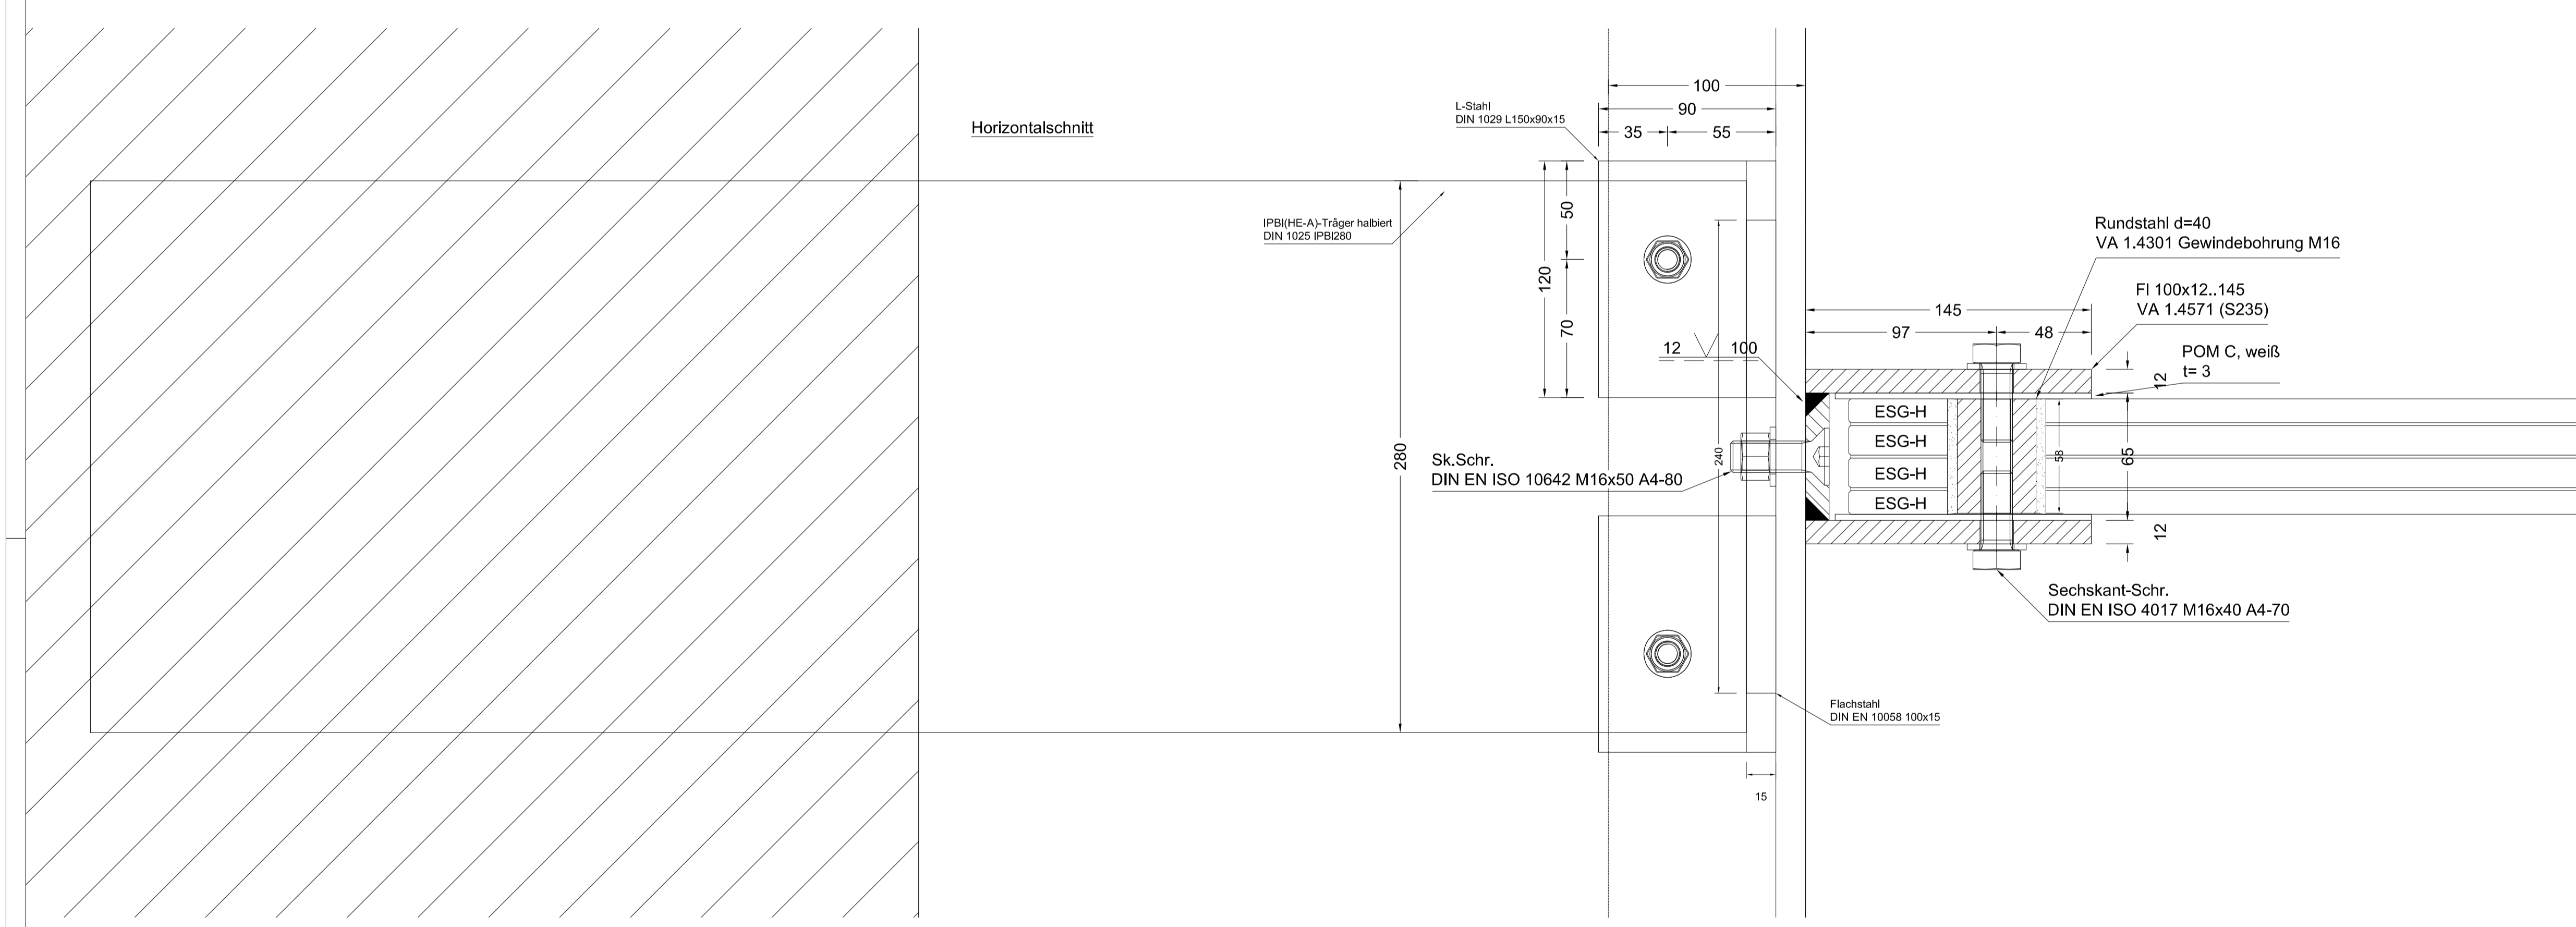 Horizontalschnitt
L-Stahl
DIN 1029 L150x90x15
100
90
35
55
IPBl(HE-A)-Träger halbiert
DIN 1025 IPBl280
120
50
70
280
240
12
100
Sk.Schr.
DIN EN ISO 10642 M16x50 A4-80
Rundstahl d=40
VA 1.4301 Gewindebohrung M16
Fl 100x12..145
VA 1.4571 (S235)
POM C, weiß
t= 3
145
97
48
12
65
12
58
ESG-H
ESG-H
ESG-H
ESG-H
Sechskant-Schr.
DIN EN ISO 4017 M16x40 A4-70
Flachstahl
DIN EN 10058 100x15
15